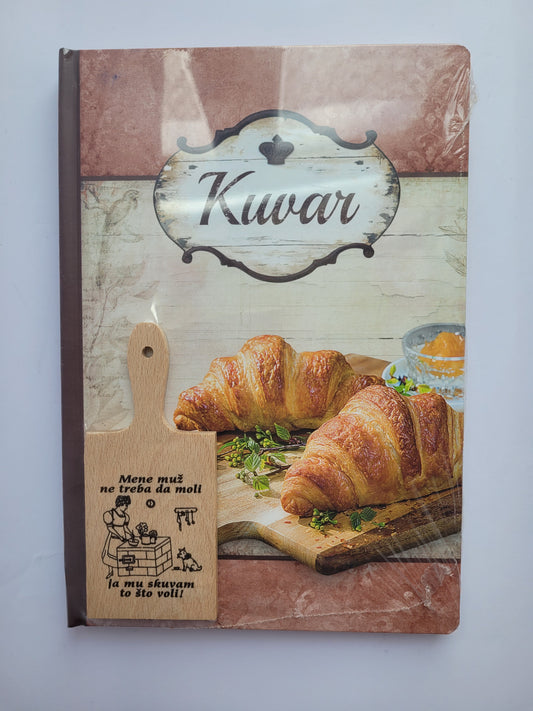 Kuvar
Mene muž
ne treba da moli
ja mu skuvam
to što voli!